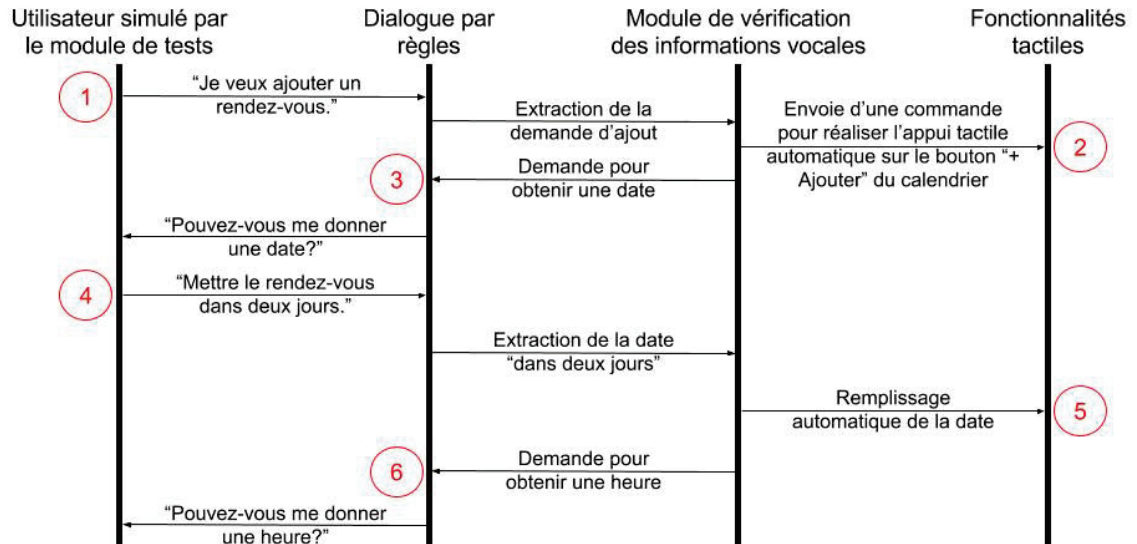 Utilisateur simulé par
le module de tests
Dialogue par
règles
Module de vérification
des informations vocales
Fonctionnalités
tactiles
1
“Je veux ajouter un
rendez-vous.”
Extraction de la
demande d’ajout
Envoie d’une commande
pour réaliser l’appui tactile
automatique sur le bouton “+
Ajouter” du calendrier
2
3
Demande pour
obtenir une date
“Pouvez-vous me donner
une date?”
4
“Mettre le rendez-vous
dans deux jours.”
Extraction de la date
“dans deux jours”
Remplissage
automatique de la date
5
6
Demande pour
obtenir une heure
“Pouvez-vous me donner
une heure?”